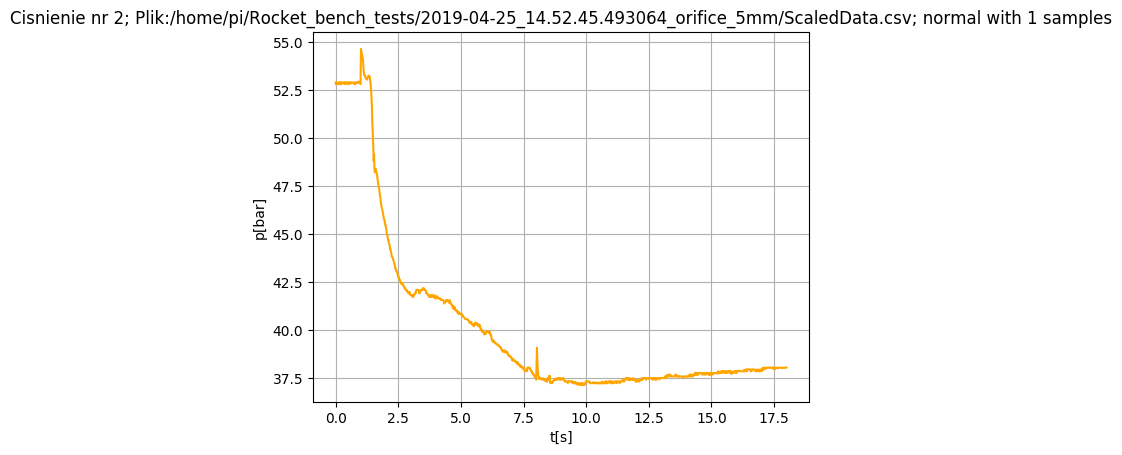 Cisnienie nr 2; Plik:/home/pi/Rocket_bench_tests/2019-04-25_14.52.45.493064_orifice_5mm/ScaledData.csv; normal with 1 samples
55.0
52.5
50.0
47.5
45.0
42.5
40.0
37.5
p[bar]
0.0 2.5 5.0 7.5 10.0 12.5 15.0 17.5
t[s]